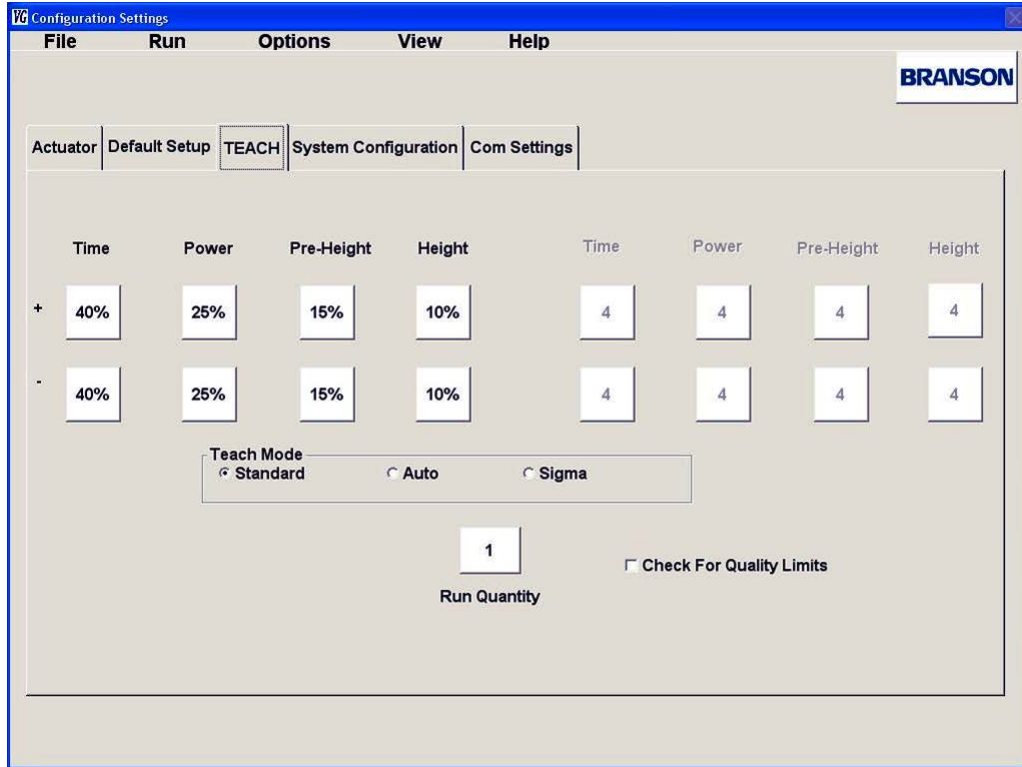 VG Configuration Settings
File Run Options View Help
BRANSON
Actuator Default Setup TEACH System Configuration Com Settings
Time Power Pre-Height Height Time Power Pre-Height Height
+ 40% 25% 15% 10% 4 4 4 4
- 40% 25% 15% 10% 4 4 4 4
Teach Mode
Standard Auto Sigma
1
Check For Quality Limits
Run Quantity